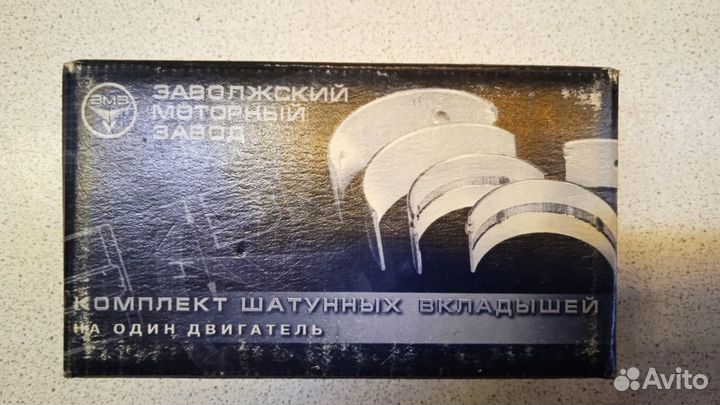 ЗМЗ
ЗАВОЛЖСКИЙ
МОТОРНЫЙ
ЗАВОД
КОМПЛЕКТ ШАТУННЫХ ВКЛАДЫШЕЙ
НА ОДИН ДВИГАТЕЛЬ
Avito